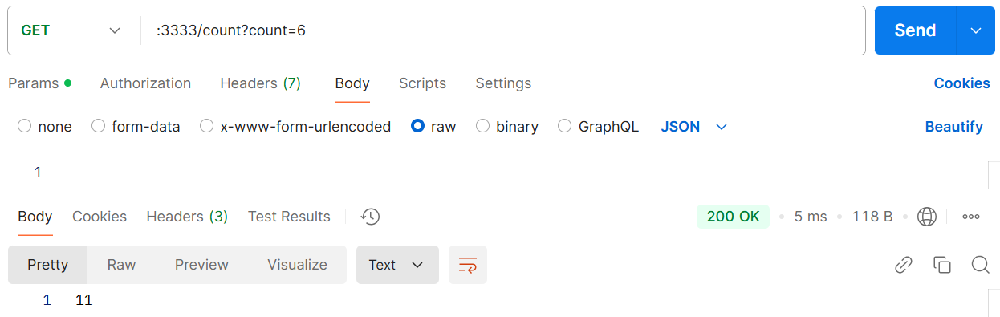 GET :3333/count?count=6 Send
Params Authorization Headers (7) Body Scripts Settings Cookies
none form-data x-www-form-urlencoded raw binary GraphQL JSON Beautify
1
Body Cookies Headers (3) Test Results 200 OK 5 ms 118 B
Pretty Raw Preview Visualize Text
1 11